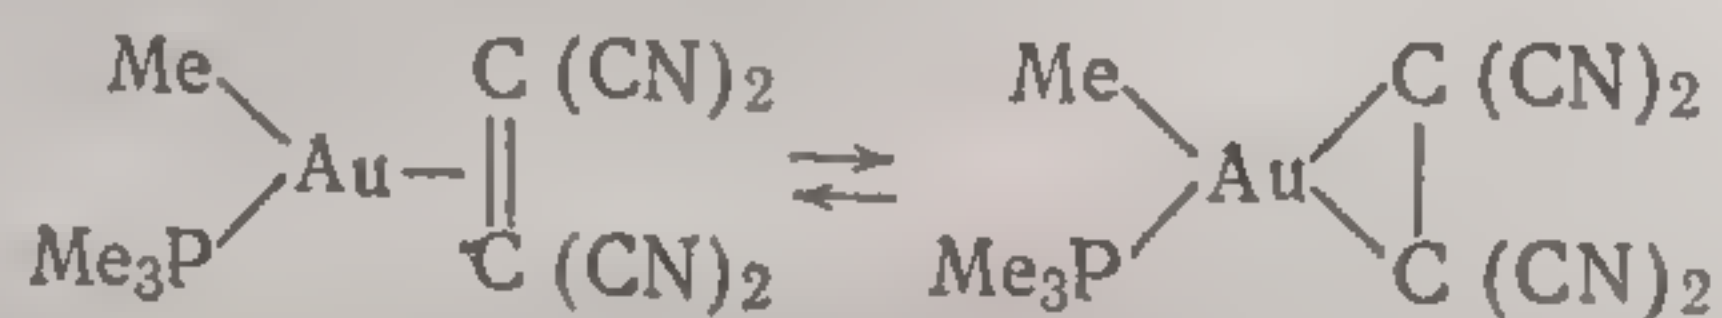 Me C (CN)₂ Me C (CN)₂
Au Au
Me₃P C (CN)₂ Me₃P C (CN)₂